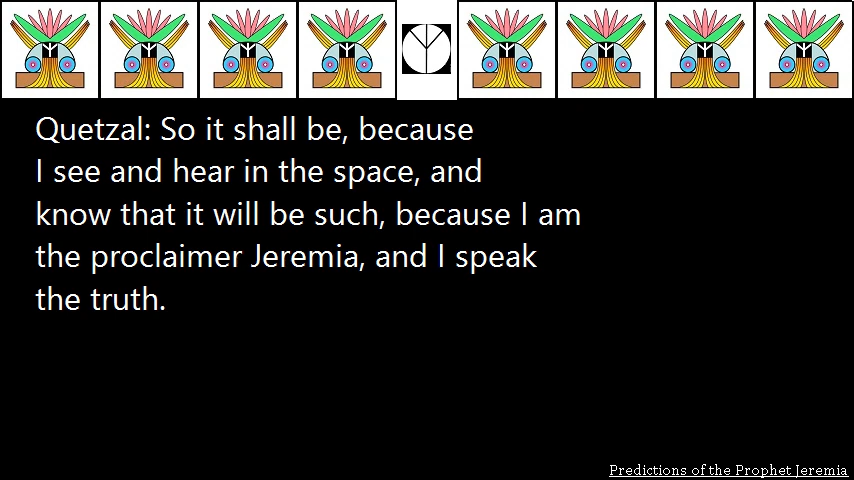 Quetzal: So it shall be, because
I see and hear in the space, and
know that it will be such, because I am
the proclaimer Jeremia, and I speak
the truth.
Predictions of the Prophet Jeremia